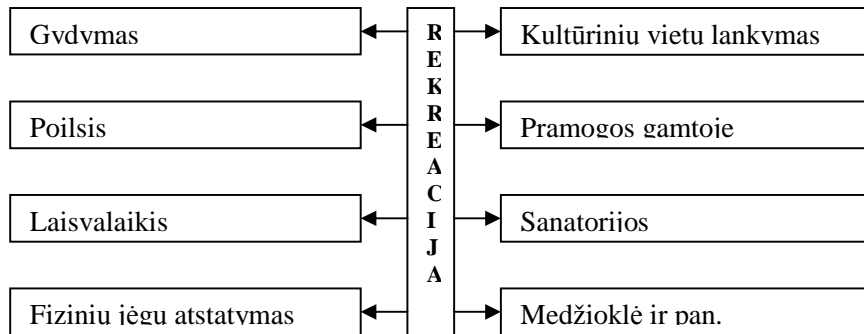 Gydymas
Poilsis
Laisvalaikis
Fizinių jėgų atstatymas
REKREACIJA
Kultūrinių vietų lankymas
Pramogos gamtoje
Sanatorijos
Medžioklė ir pan.